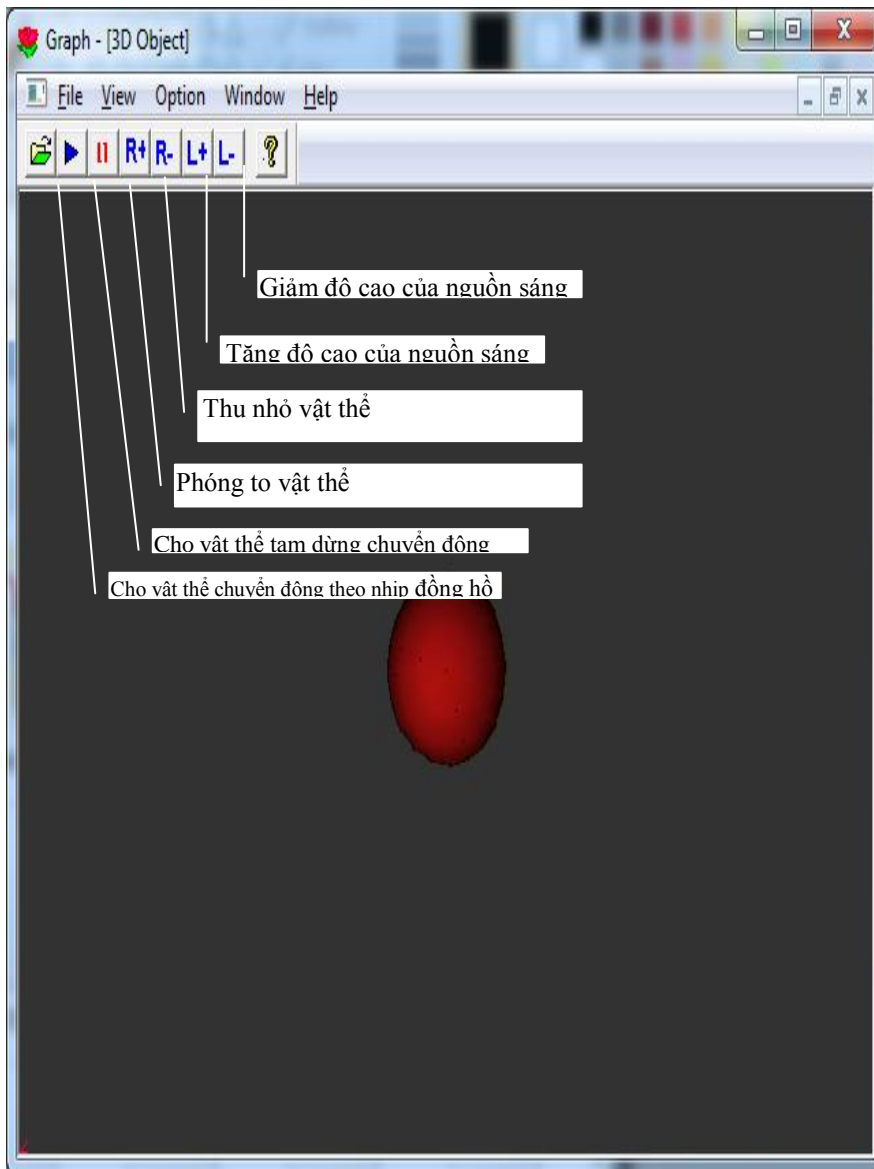 Graph - [3D Object]
File View Option Window Help
R+ R- L+ L-
Giảm độ cao của nguồn sáng
Tăng độ cao của nguồn sáng
Thu nhỏ vật thể
Phóng to vật thể
Cho vật thể tạm dừng chuyển động
Cho vật thể chuyển động theo nhịp đồng hồ